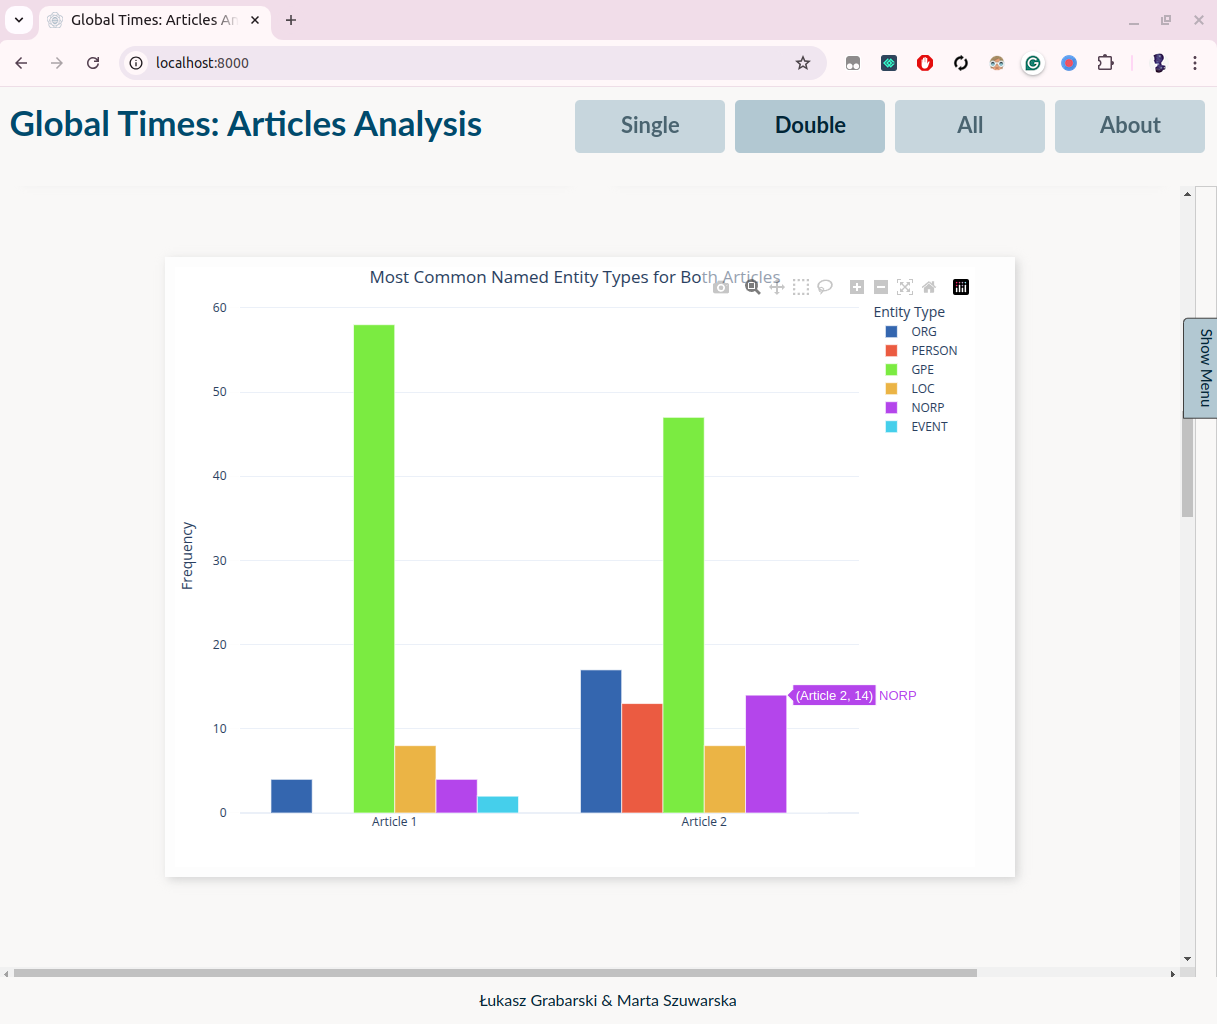 Global Times: Articles An
localhost:8000
Global Times: Articles Analysis
Single
Double
All
About
Show Menu
Most Common Named Entity Types for Both Articles
Entity Type
ORG
PERSON
GPE
LOC
NORP
EVENT
Frequency
60
50
40
30
20
10
0
(Article 2, 14) NORP
Article 1
Article 2
Łukasz Grabarski & Marta Szuwarska